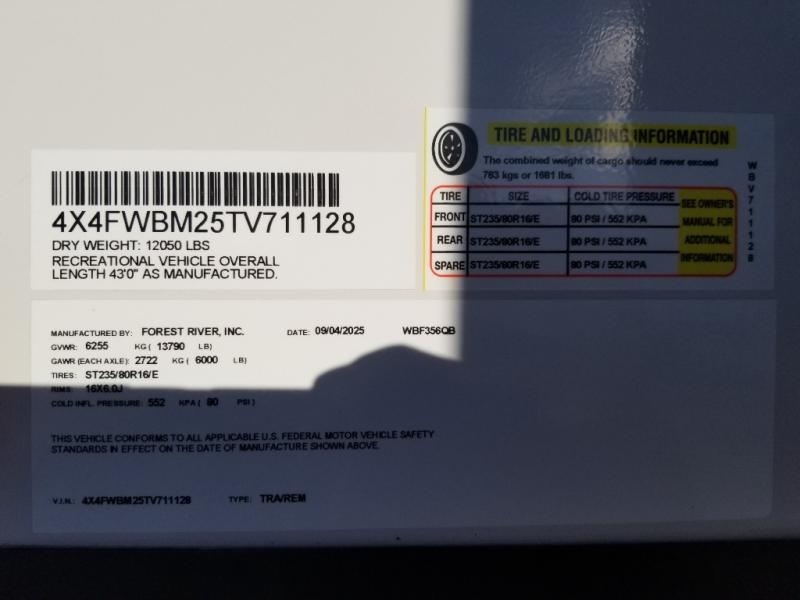 4X4FWBM25TV711128
DRY WEIGHT: 12050 LBS
RECREATIONAL VEHICLE OVERALL
LENGTH 43'0" AS MANUFACTURED.
TIRE AND LOADING INFORMATION
The combined weight of cargo should never exceed
763 kgs or 1681 lbs.
TIRE SIZE COLD TIRE PRESSURE
FRONT ST235/80R16/E 80 PSI / 552 KPA
REAR ST235/80R16/E 80 PSI / 552 KPA
SPARE ST235/80R16/E 80 PSI / 552 KPA
SEE OWNER'S
MANUAL FOR
ADDITIONAL
INFORMATION
WBV711128
MANUFACTURED BY: FOREST RIVER, INC. DATE: 09/04/2025 WBF356QB
GVWR: 6255 KG ( 13790 LB)
GAWR (EACH AXLE): 2722 KG ( 6000 LB)
TIRES: ST235/80R16/E
RIMS: 16X6.0J
COLD INFL. PRESSURE: 552 KPA ( 80 PSI )
THIS VEHICLE CONFORMS TO ALL APPLICABLE U.S. FEDERAL MOTOR VEHICLE SAFETY
STANDARDS IN EFFECT ON THE DATE OF MANUFACTURE SHOWN ABOVE.
V.I.N.: 4X4FWBM25TV711128 TYPE: TRA/REM